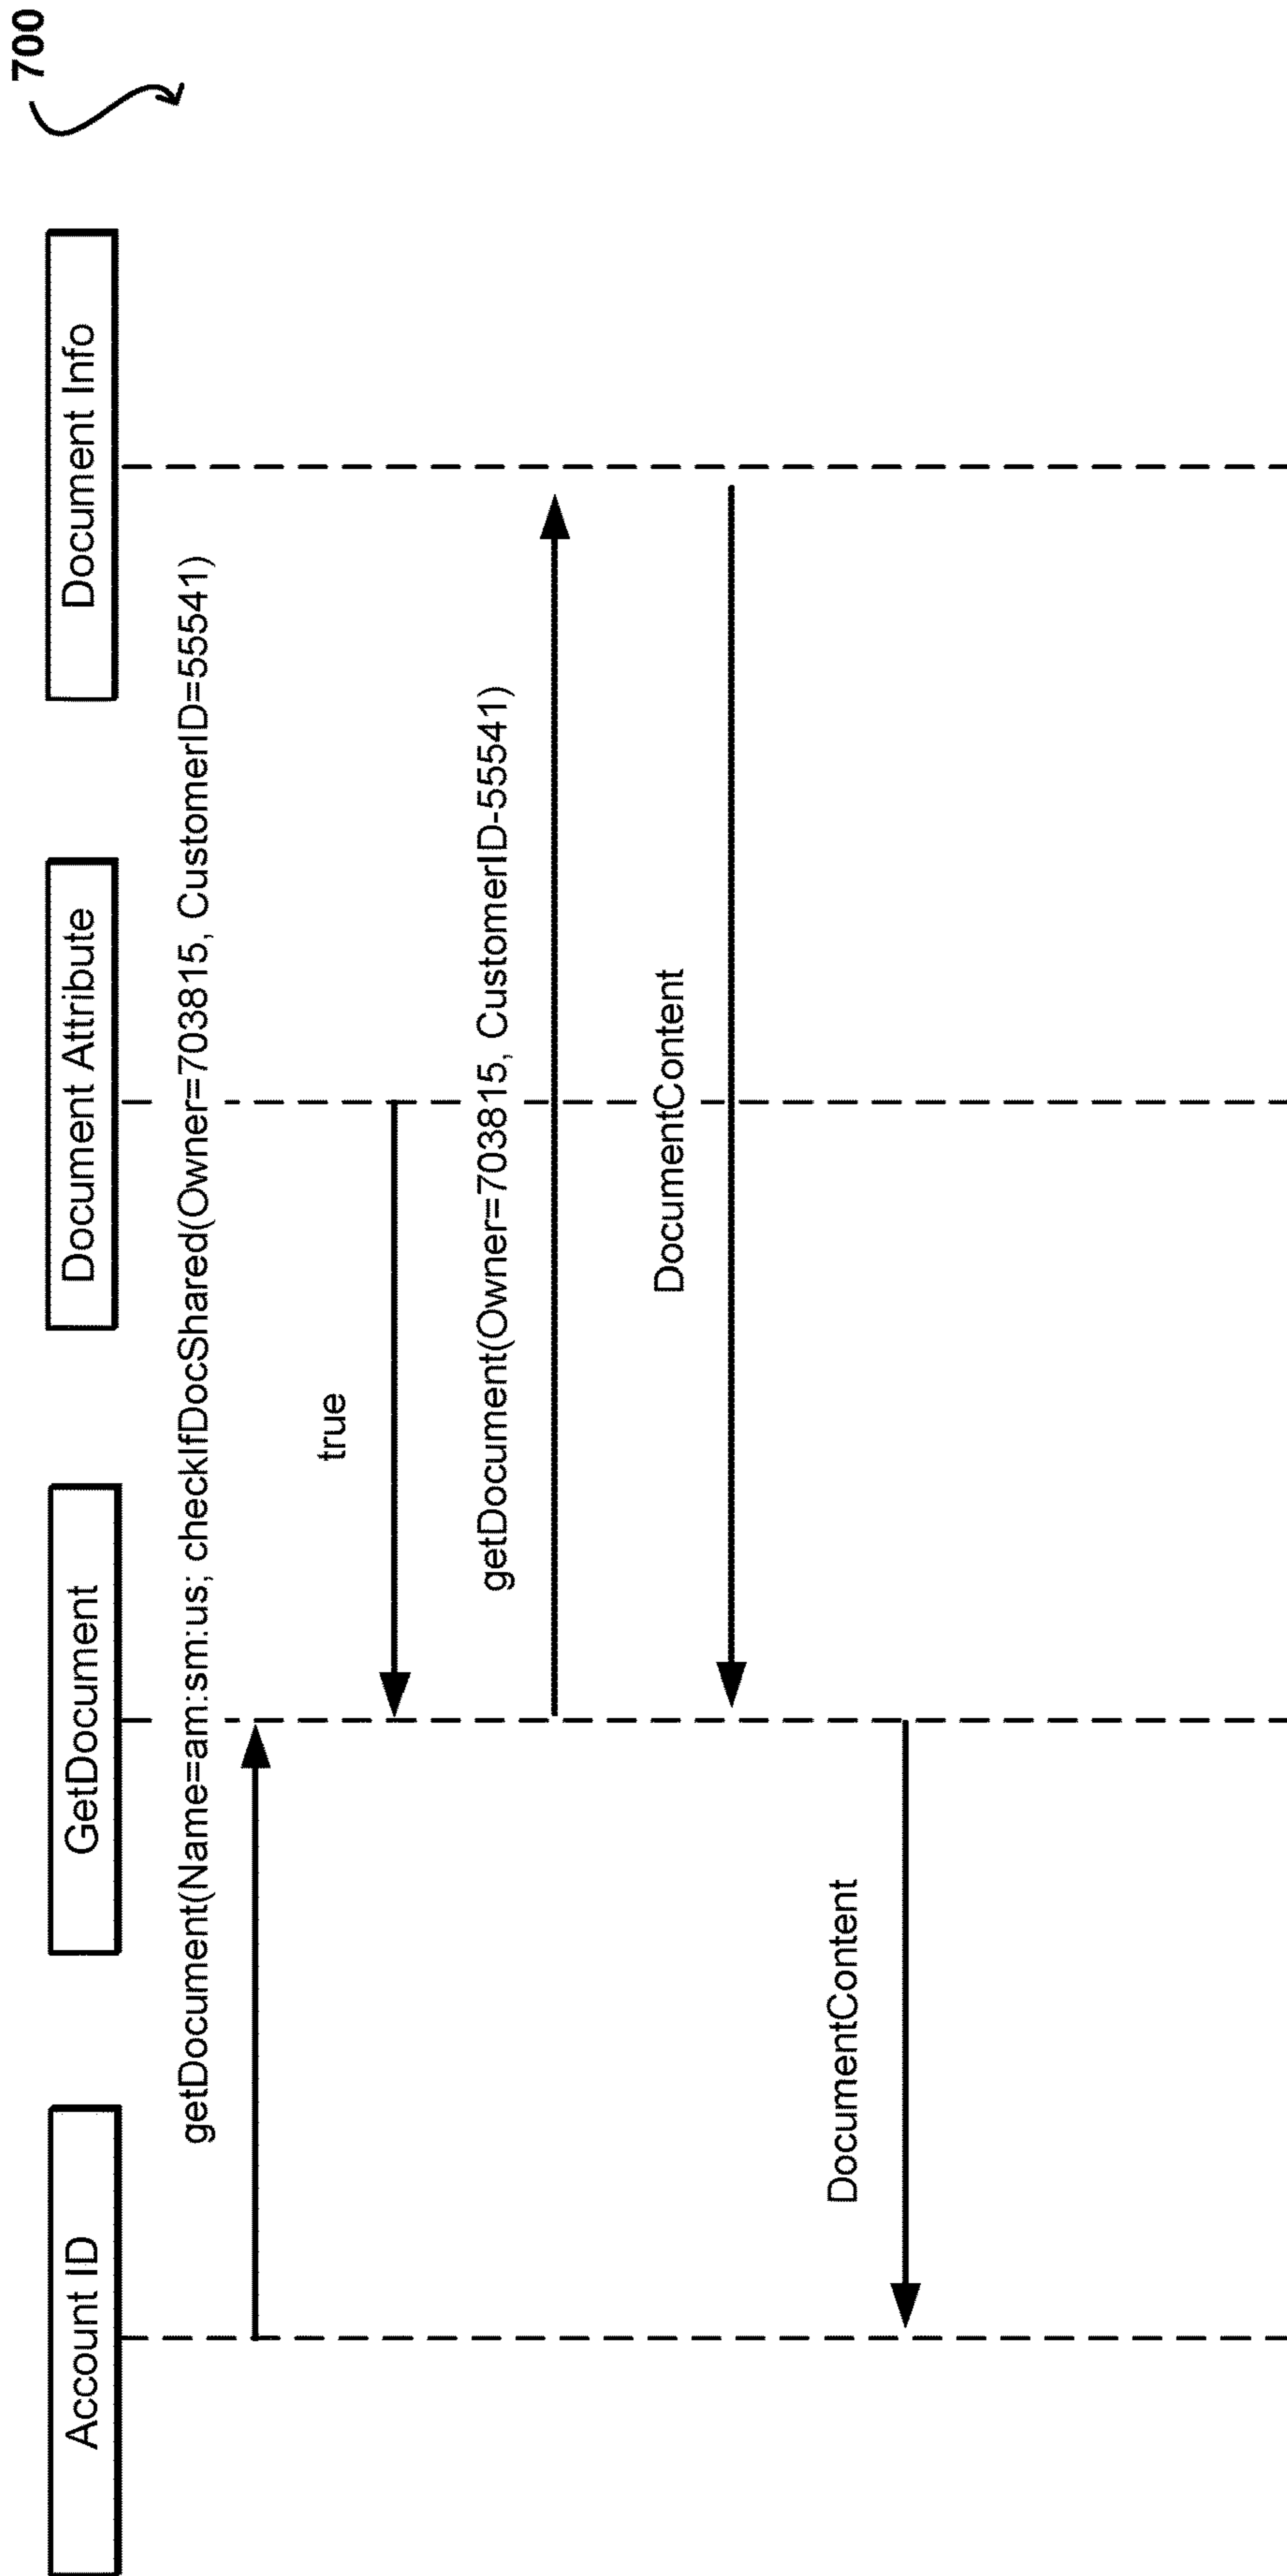 700
Account ID
GetDocument
Document Attribute
Document Info
getDocument(Name=am:sm:us; checkIfDocShared(Owner=703815, CustomerID=55541)
true
getDocument(Owner=703815, CustomerID-55541)
DocumentContent
DocumentContent